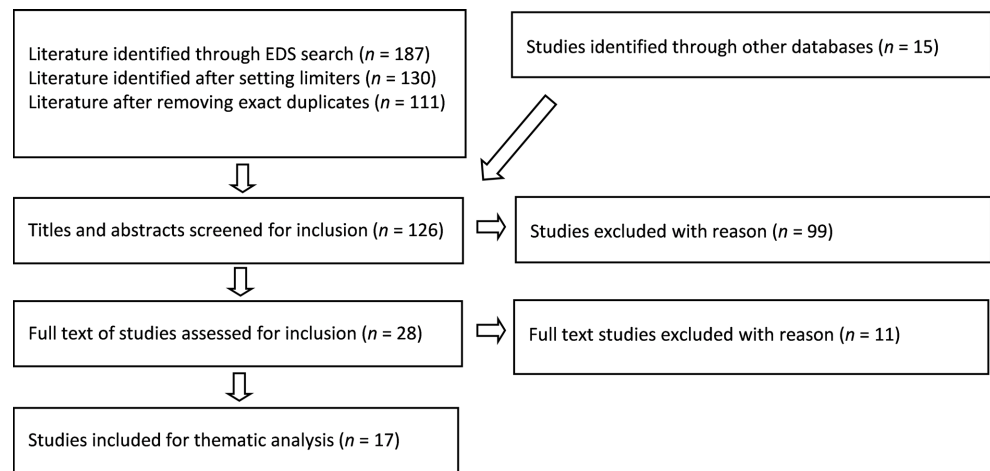 Literature identified through EDS search (n = 187)
Literature identified after setting limiters (n = 130)
Literature after removing exact duplicates (n = 111)
Studies identified through other databases (n = 15)
Titles and abstracts screened for inclusion (n = 126)
Studies excluded with reason (n = 99)
Full text of studies assessed for inclusion (n = 28)
Full text studies excluded with reason (n = 11)
Studies included for thematic analysis (n = 17)